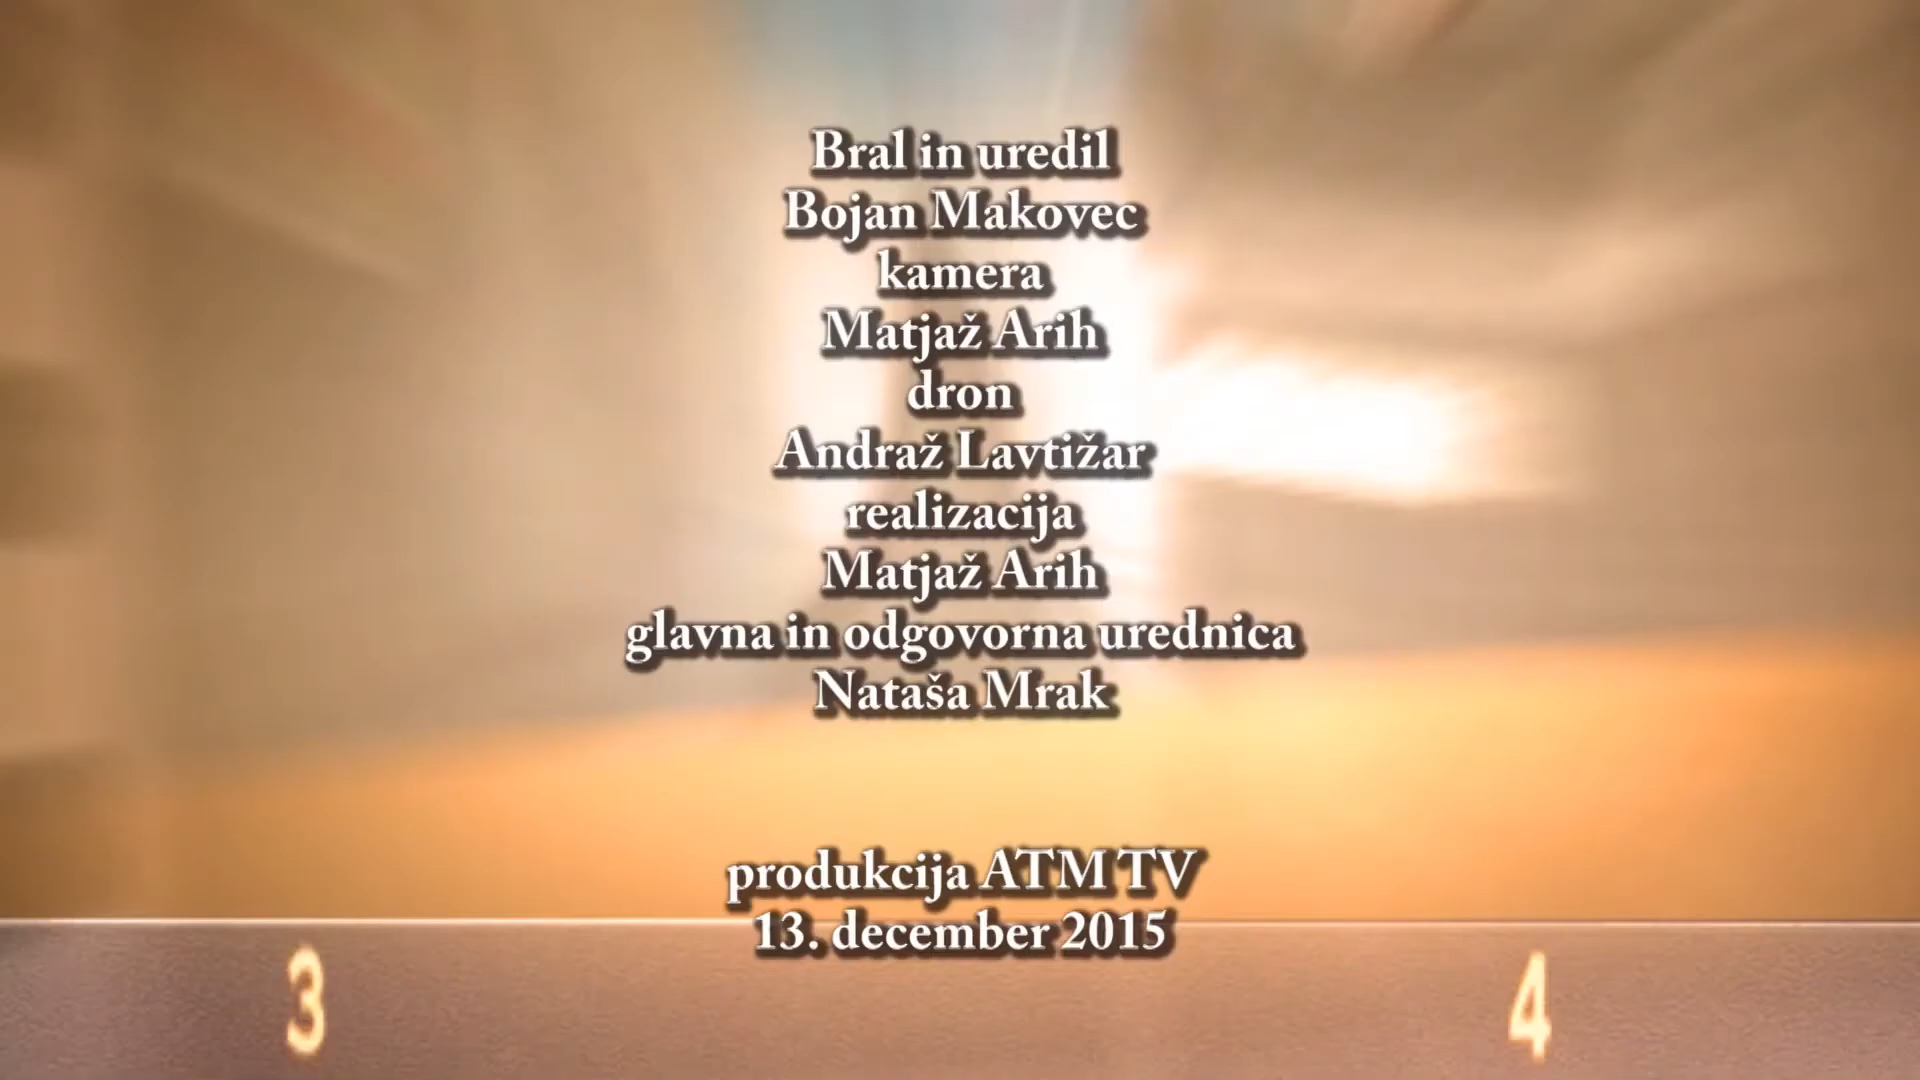 Bral in uredil
Bojan Makovec
kamera
Matjaž Arih
dron
Andraž Lavtižar
realizacija
Matjaž Arih
glavna in odgovorna urednica
Nataša Mrak
produkcija ATM TV
13. december 2015
3 4